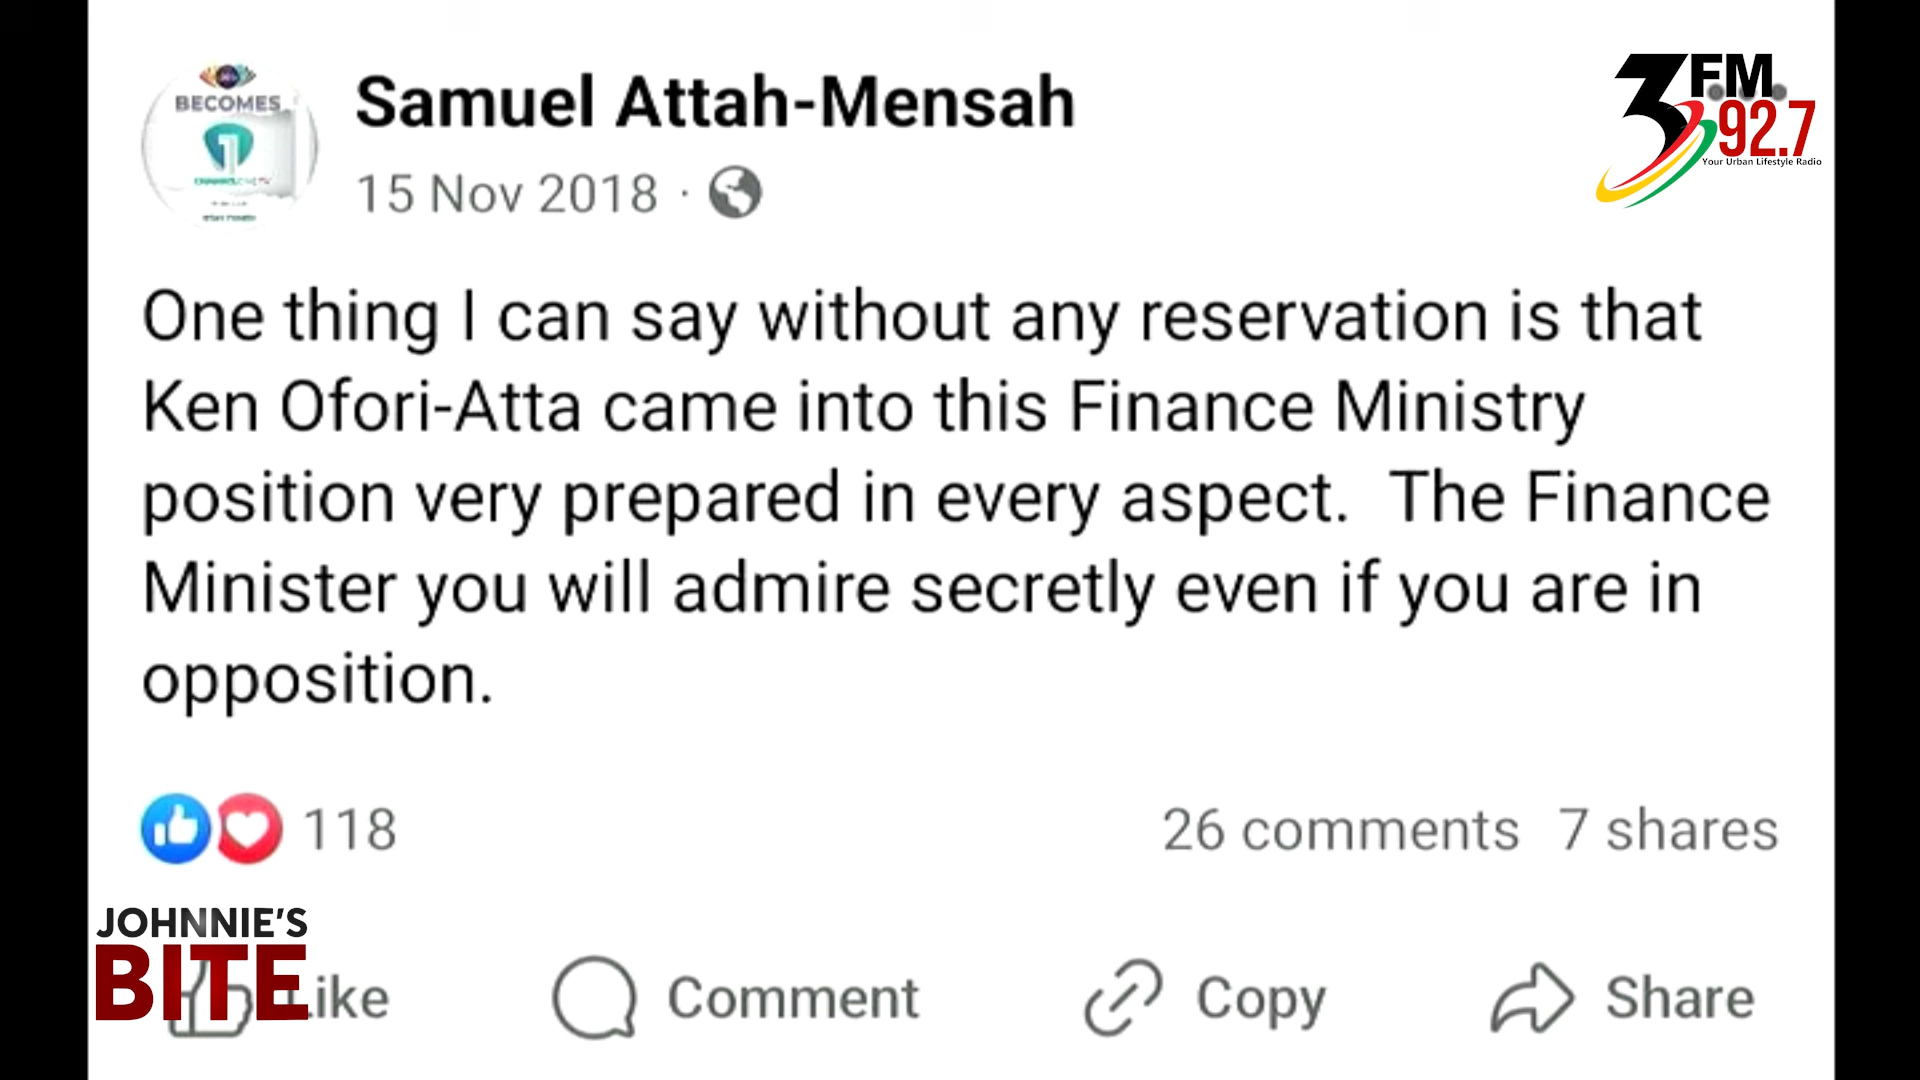 BECOMES
Samuel Attah-Mensah
15 Nov 2018 ·
3FM
92.7
Your Urban Lifestyle Radio
One thing I can say without any reservation is that
Ken Ofori-Atta came into this Finance Ministry
position very prepared in every aspect. The Finance
Minister you will admire secretly even if you are in
opposition.
118
26 comments 7 shares
JOHNNIE'S
BITE
Like Comment Copy Share